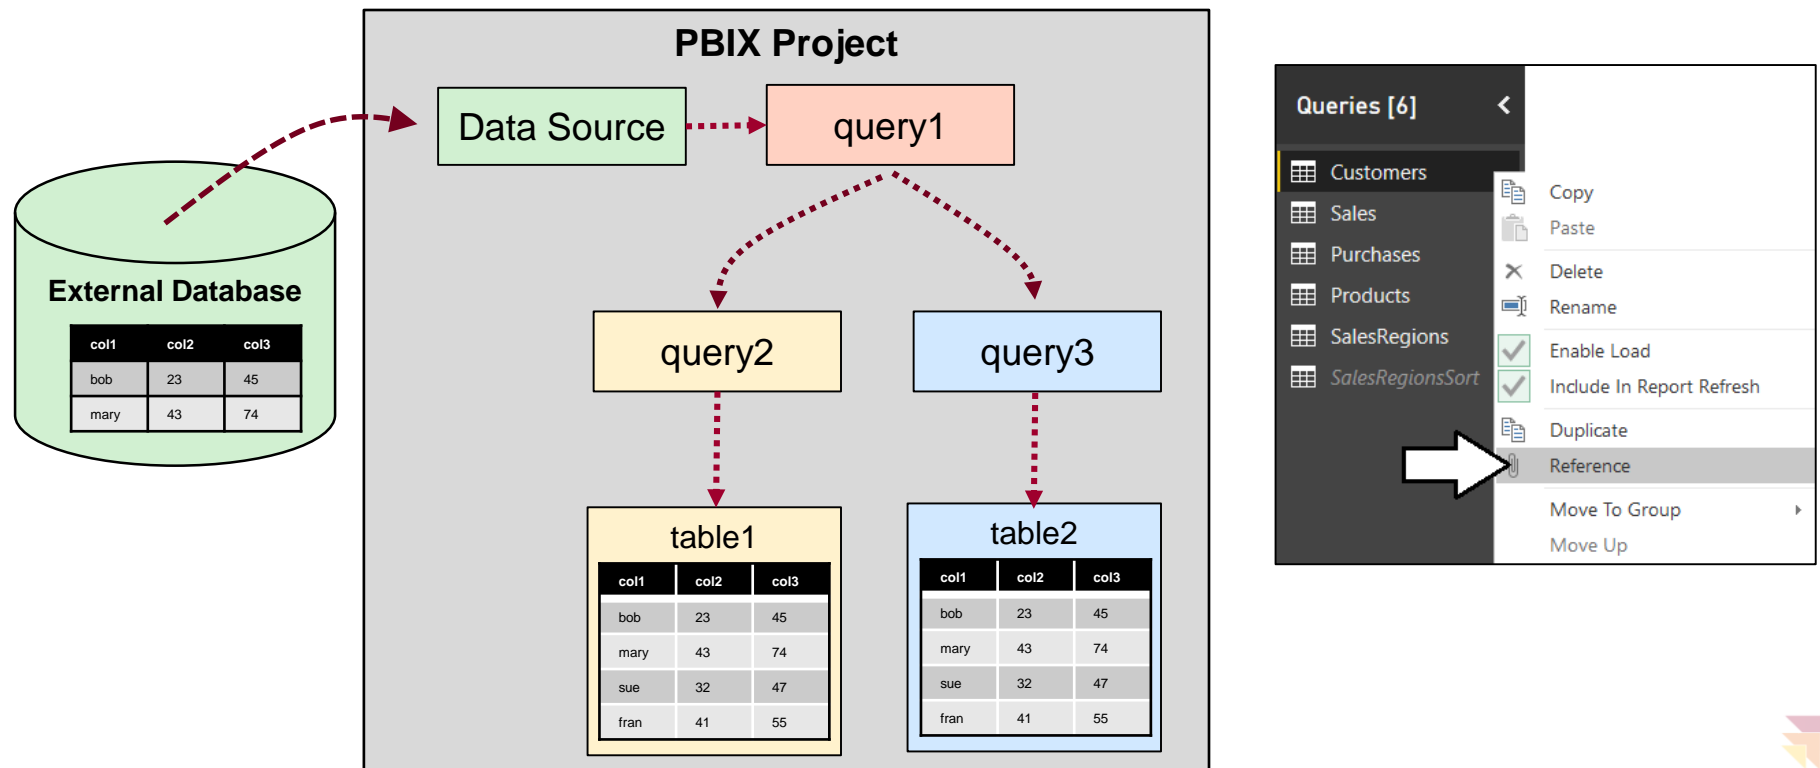 PBIX Project
Data Source
query1
External Database
col1 col2 col3
bob 23 45
mary 43 74
query2
query3
table1
col1 col2 col3
bob 23 45
mary 43 74
sue 32 47
fran 41 55
table2
col1 col2 col3
bob 23 45
mary 43 74
sue 32 47
fran 41 55
Queries [6]
Customers
Sales
Purchases
Products
SalesRegions
SalesRegionsSort
Copy
Paste
Delete
Rename
Enable Load
Include In Report Refresh
Duplicate
Reference
Move To Group
Move Up